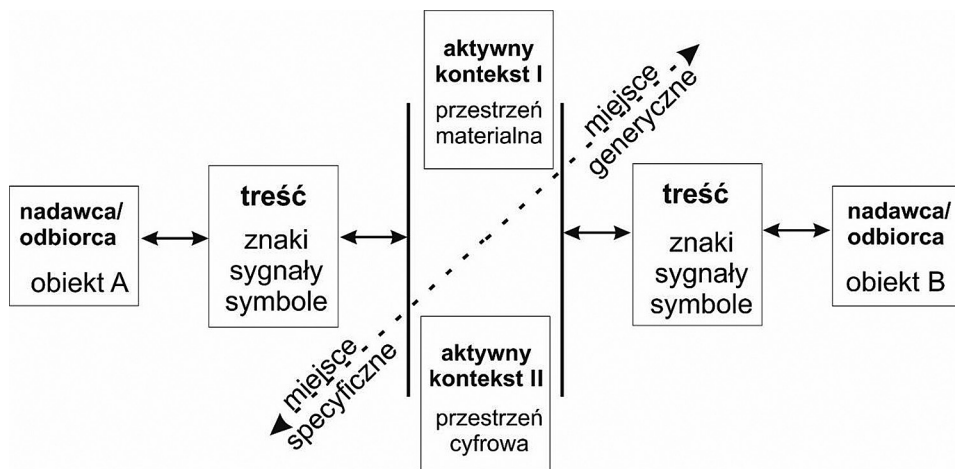 aktywny
kontekst I
przestrzeń
materialna
miejsce
generyczne
nadawca/
odbiorca
obiekt A
treść
znaki
sygnały
symbole
treść
znaki
sygnały
symbole
nadawca/
odbiorca
obiekt B
miejsce
specyficzne
aktywny
kontekst II
przestrzeń
cyfrowa